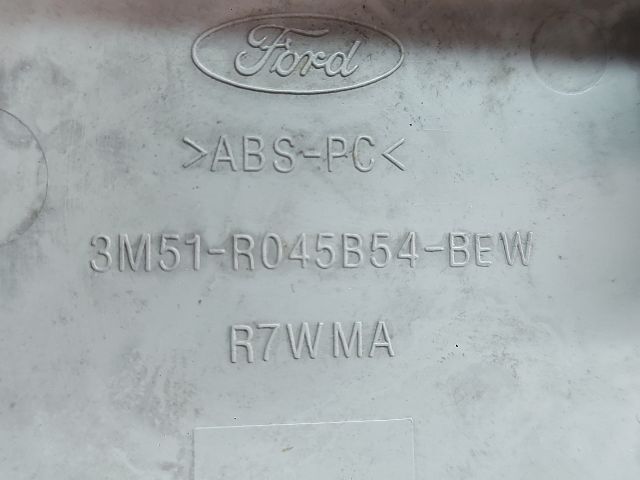 Ford
>ABS-PC<
3M51-R045B54-BEW
R7WMA